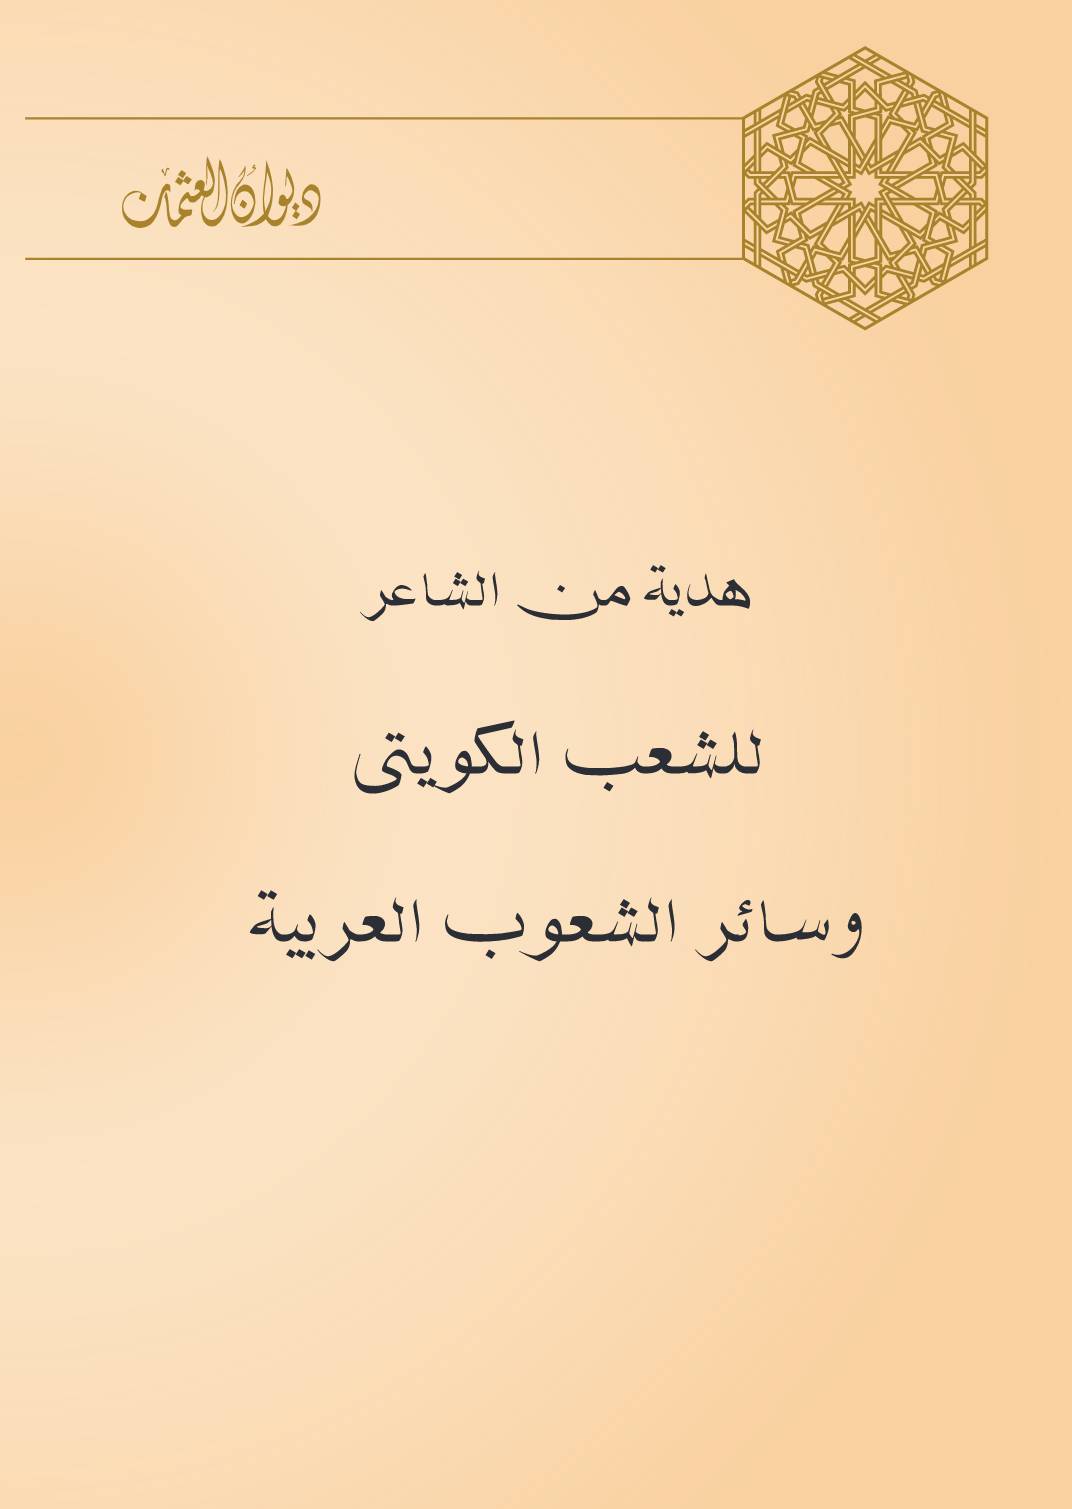 ديوان العثمان
هدية من الشاعر
للشعب الكويتى
وسائر الشعوب العربية